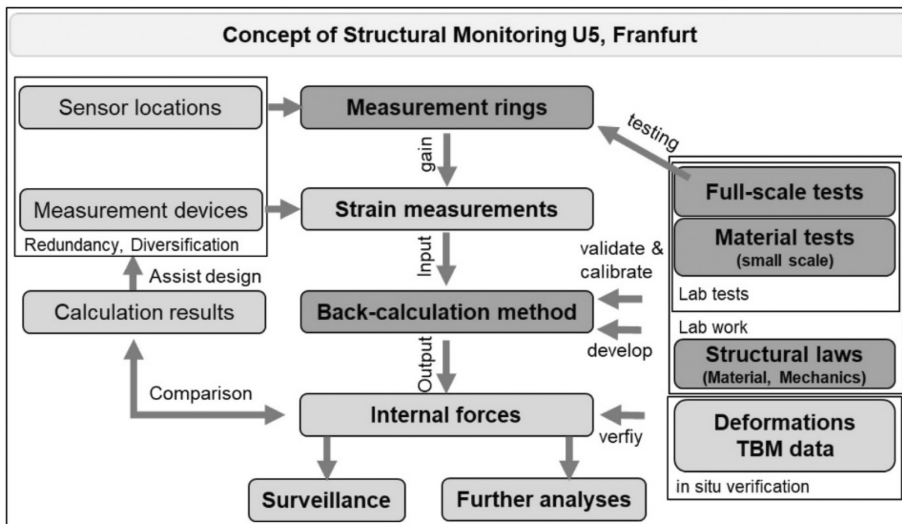 Concept of Structural Monitoring U5, Franfurt
Sensor locations
Measurement rings
testing
gain
Full-scale tests
Measurement devices
Strain measurements
Redundancy, Diversification
Material tests
(small scale)
Input
validate &
calibrate
Assist design
Lab tests
Calculation results
Back-calculation method
Lab work
develop
Structural laws
(Material, Mechanics)
Output
Comparison
Internal forces
verfiy
Deformations
TBM data
in situ verification
Surveillance
Further analyses